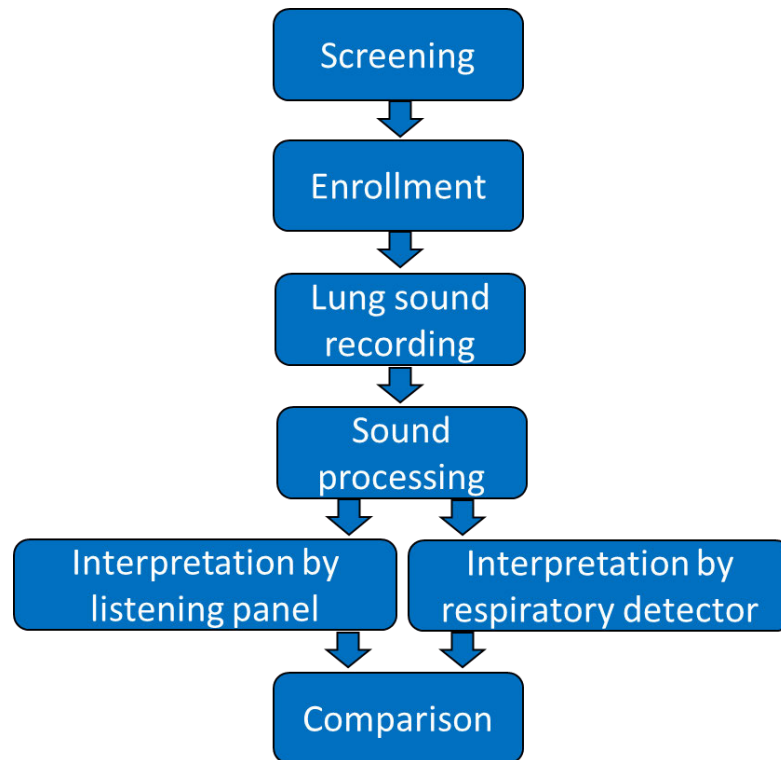 Screening
Enrollment
Lung sound
recording
Sound
processing
Interpretation by
listening panel
Interpretation by
respiratory detector
Comparison